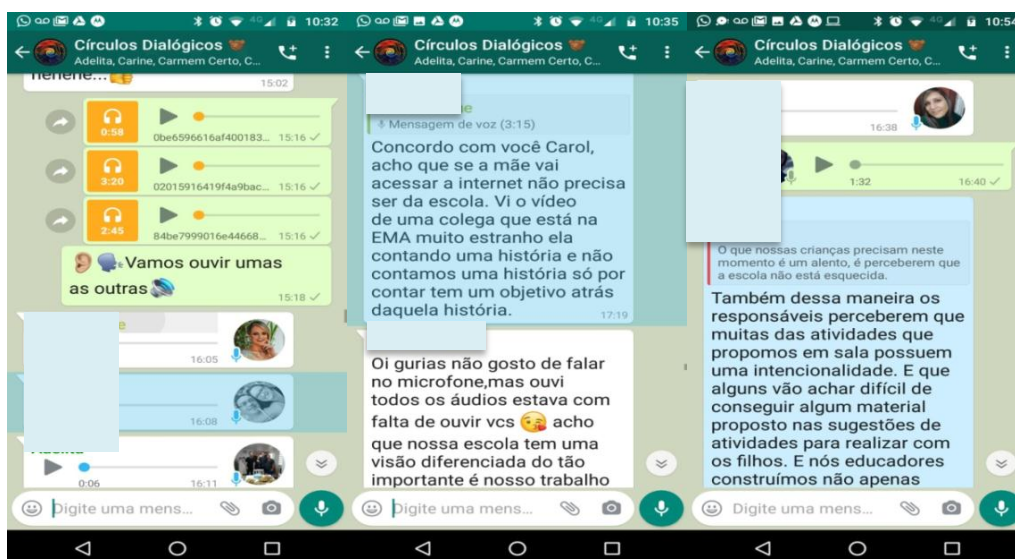 4G 10:32
Círculos Dialógicos
Adelita, Carine, Carmem Certo, C...
15:02
0:58
0be6596616af400183... 15:16
3:20
02015916419f4a9bac... 15:16
2:45
84be7999016e44668... 15:16
Vamos ouvir umas
as outras
15:18
16:05
16:08
0:06 16:11
Digite uma mens...
4G 10:35
Círculos Dialógicos
Adelita, Carine, Carmem Certo, C...
Mensagem de voz (3:15)
Concordo com você Carol,
acho que se a mãe vai
acessar a internet não precisa
ser da escola. Vi o vídeo
de uma colega que está na
EMA muito estranho ela
contando uma história e não
contamos uma história só por
contar tem um objetivo atrás
daquela história.
17:19
Oi gurias não gosto de falar
no microfone,mas ouvi
todos os áudios estava com
falta de ouvir vcs acho
que nossa escola tem uma
visão diferenciada do tão
importante é nosso trabalho
Digite uma mens...
4G 10:54
Círculos Dialógicos
Adelita, Carine, Carmem Certo, C...
16:38
1:32 16:40
O que nossas crianças precisam neste
momento é um alento, é perceberem que
a escola não está esquecida.
Também dessa maneira os
responsáveis perceberem que
muitas das atividades que
propomos em sala possuem
uma intencionalidade. E que
alguns vão achar difícil de
conseguir algum material
proposto nas sugestões de
atividades para realizar com
os filhos. E nós educadores
construímos não apenas
Digite uma mens...